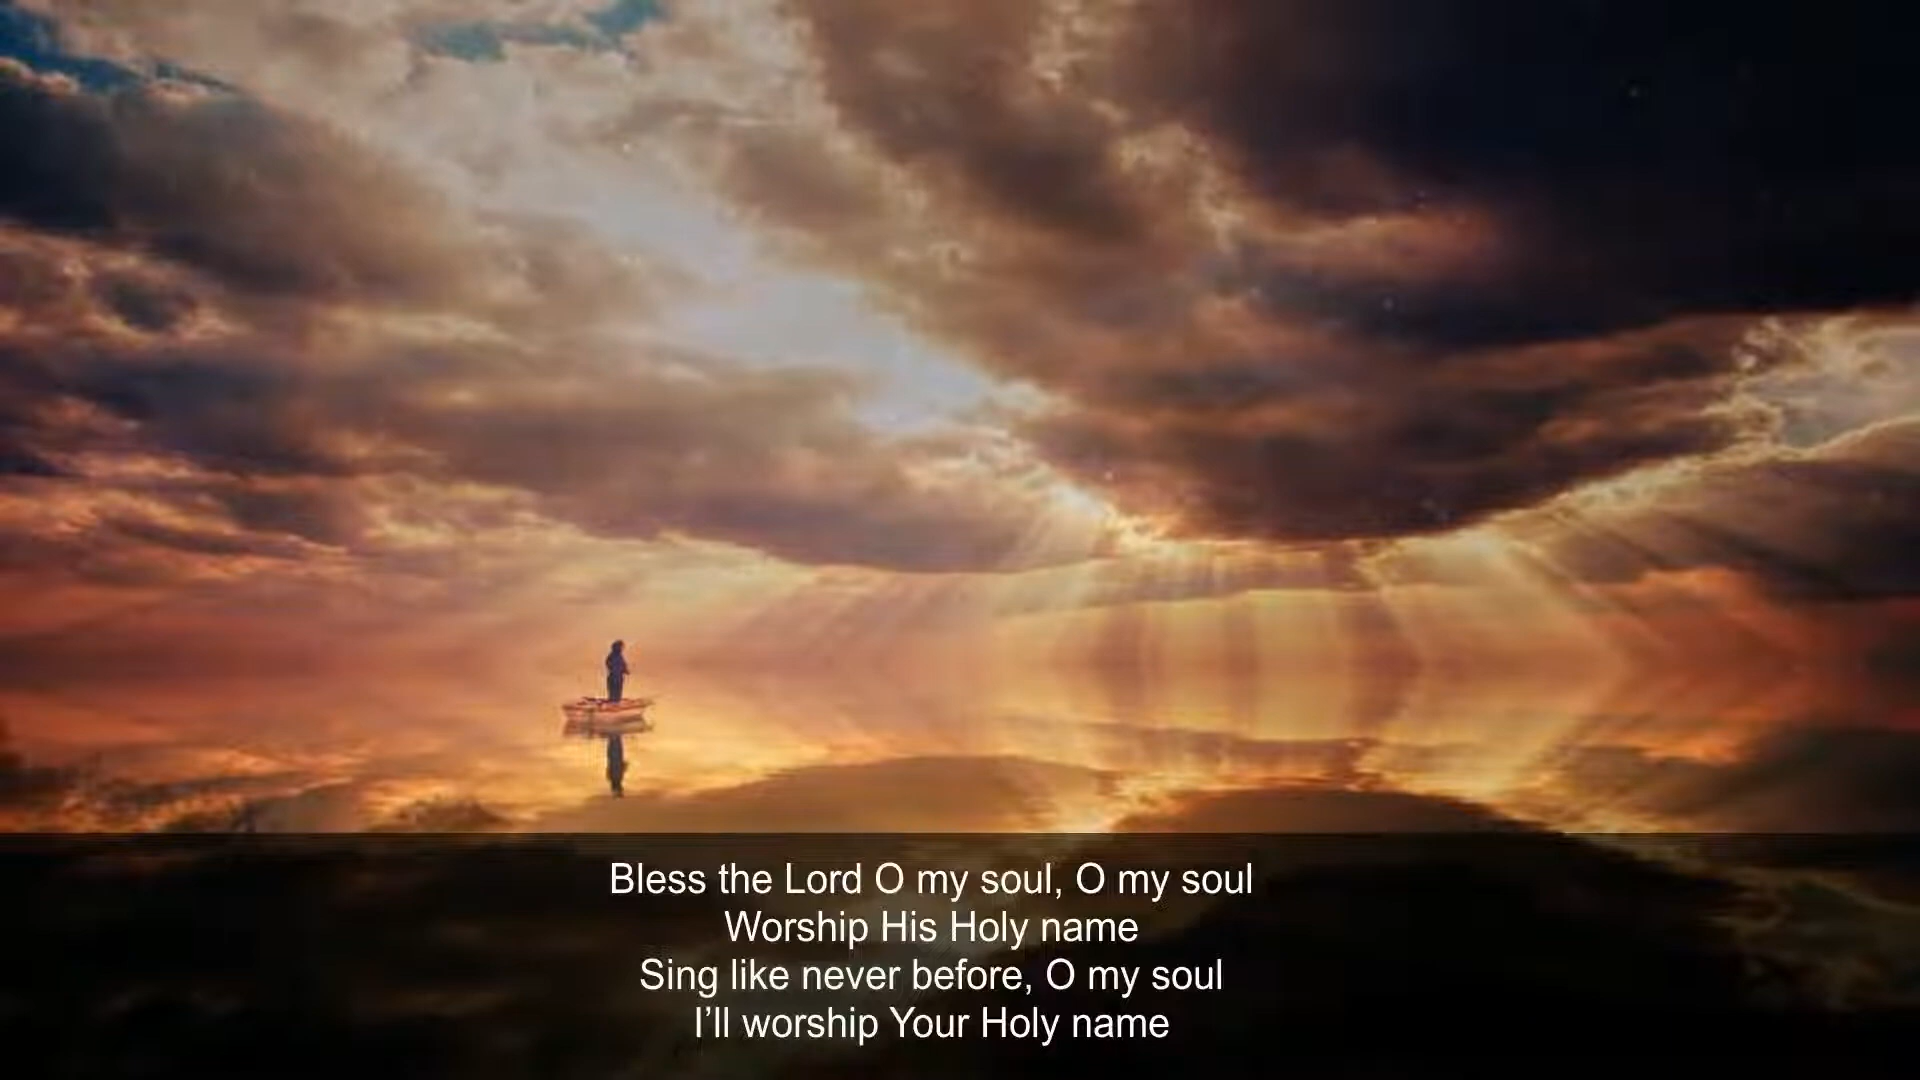 Bless the Lord O my soul, O my soul
Worship His Holy name
Sing like never before, O my soul
I’ll worship Your Holy name